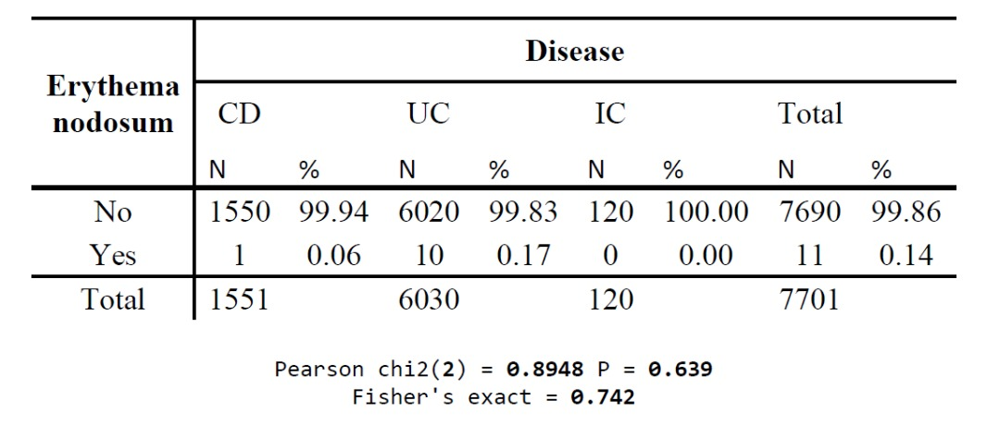 Disease
Erythema
nodosum
CD UC IC Total
N % N % N % N %
No 1550 99.94 6020 99.83 120 100.00 7690 99.86
Yes 1 0.06 10 0.17 0 0.00 11 0.14
Total 1551 6030 120 7701
Pearson chi2(2) = 0.8948 P = 0.639
Fisher's exact = 0.742